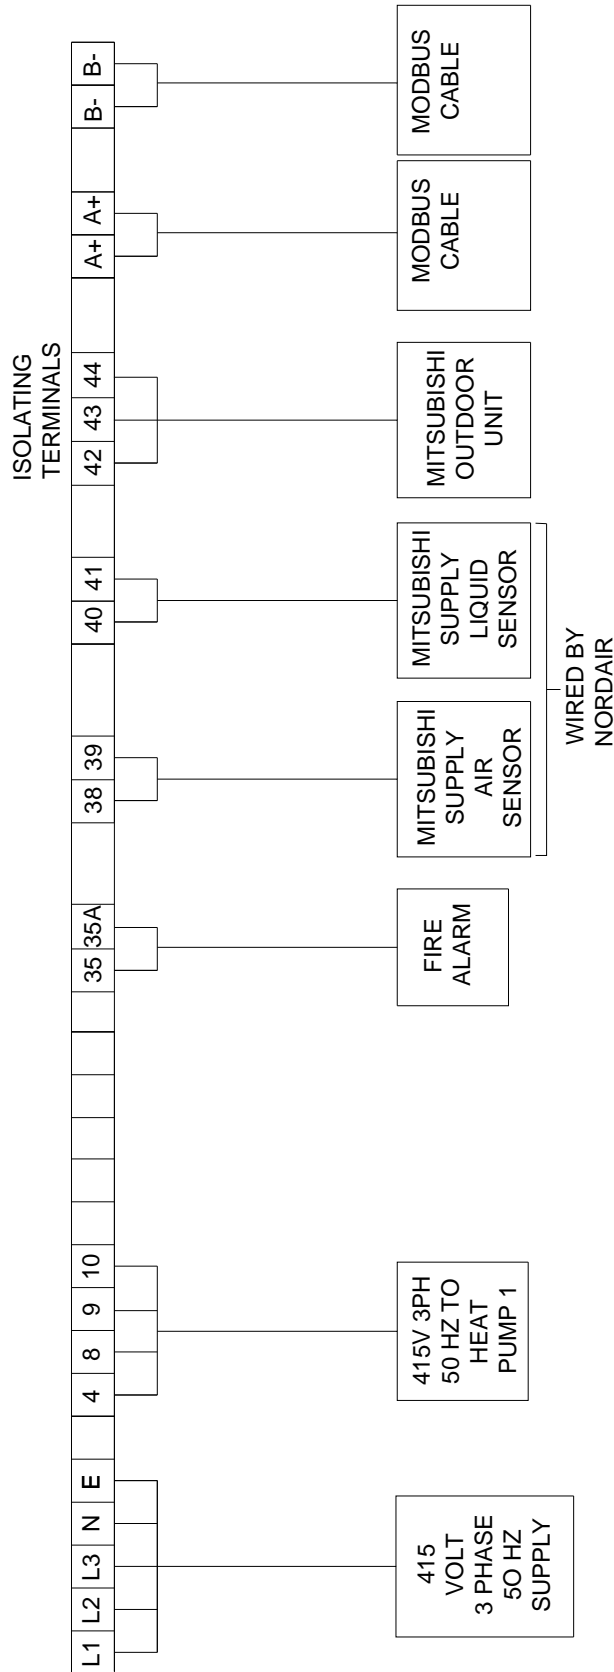 ISOLATING
TERMINALS
L1 L2 L3 N E 4 8 9 10 35 35A 38 39 40 41 42 43 44 A+ A+ B- B-
415
VOLT
3 PHASE
5O HZ
SUPPLY
415V 3PH
50 HZ TO
HEAT
PUMP 1
FIRE
ALARM
MITSUBISHI
SUPPLY
AIR
SENSOR
MITSUBISHI
SUPPLY
LIQUID
SENSOR
MITSUBISHI
OUTDOOR
UNIT
MODBUS
CABLE
MODBUS
CABLE
WIRED BY
NORDAIR